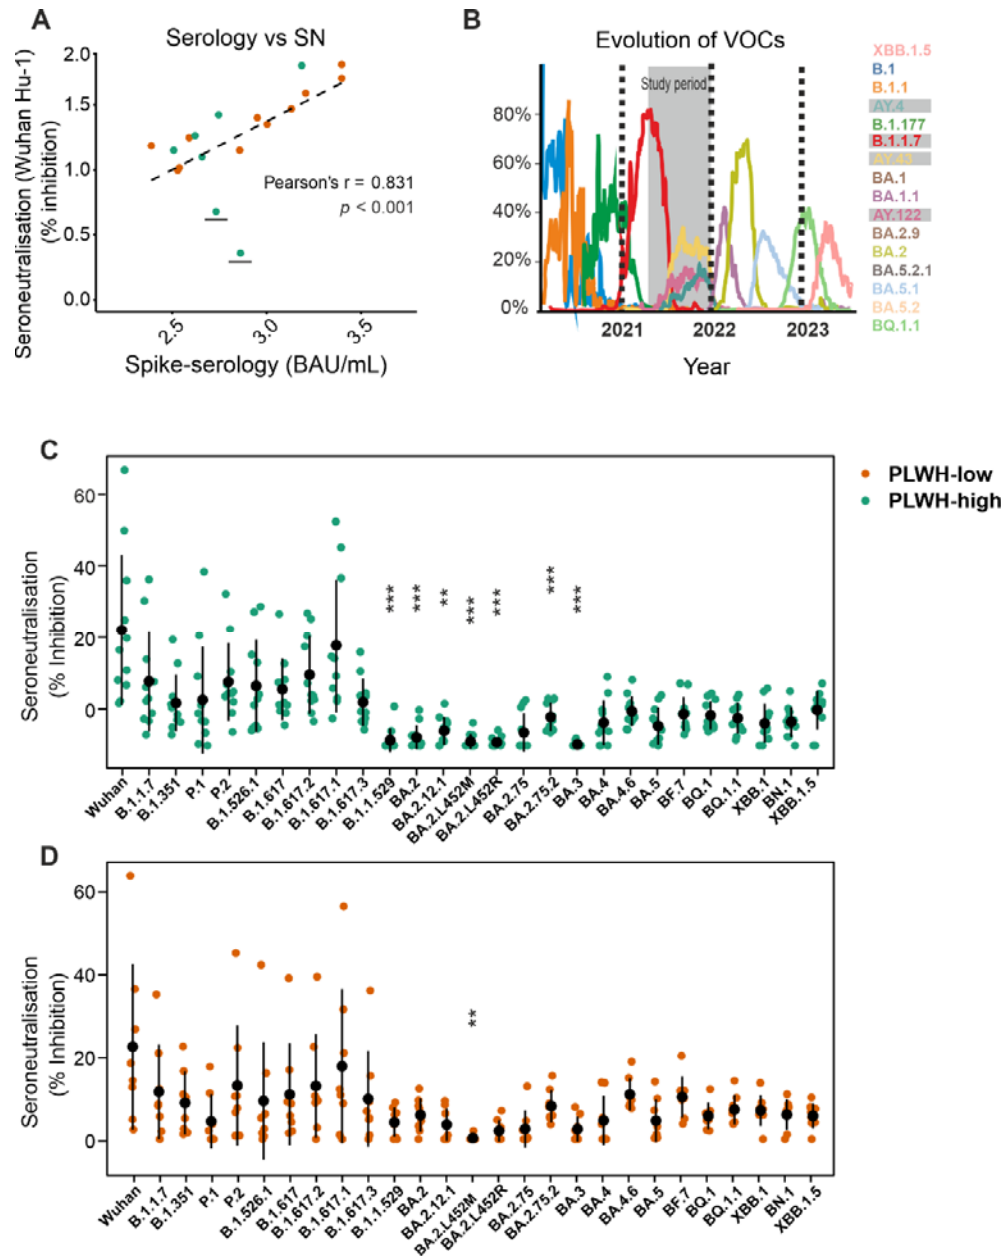 A
Serology vs SN
Seroneutralisation (Wuhan Hu-1)
(% inhibition)
2.0
1.5
1.0
0.5
0.0
Pearson's r = 0.831
p < 0.001
2.5
3.0
3.5
Spike-serology (BAU/mL)
B
Evolution of VOCs
Study period
80%
60%
40%
20%
0%
2021
2022
2023
Year
XBB.1.5
B.1
B.1.1
AY.4
B.1.177
B.1.1.7
AY.43
BA.1
BA.1.1
AY.122
BA.2.9
BA.2
BA.5.2.1
BA.5.1
BA.5.2
BQ.1.1
C
Seroneutralisation
(% Inhibition)
60
40
20
0
***
***
**
***
***
***
***
Wuhan
B.1.1.7
B.1.351
P.1
P.2
B.1.526.1
B.1.617
B.1.617.2
B.1.617.1
B.1.617.3
B.1.1.529
BA.2
BA.2.12.1
BA.2.L452M
BA.2.L452R
BA.2.75
BA.2.75.2
BA.3
BA.4
BA.4.6
BA.5
BF.7
BQ.1
BQ.1.1
XBB.1
BN.1
XBB.1.5
PLWH-low
PLWH-high
D
Seroneutralisation
(% Inhibition)
60
40
20
0
**
Wuhan
B.1.1.7
B.1.351
P.1
P.2
B.1.526.1
B.1.617
B.1.617.2
B.1.617.1
B.1.617.3
B.1.1.529
BA.2
BA.2.12.1
BA.2.L452M
BA.2.L452R
BA.2.75
BA.2.75.2
BA.3
BA.4
BA.4.6
BA.5
BF.7
BQ.1
BQ.1.1
XBB.1
BN.1
XBB.1.5